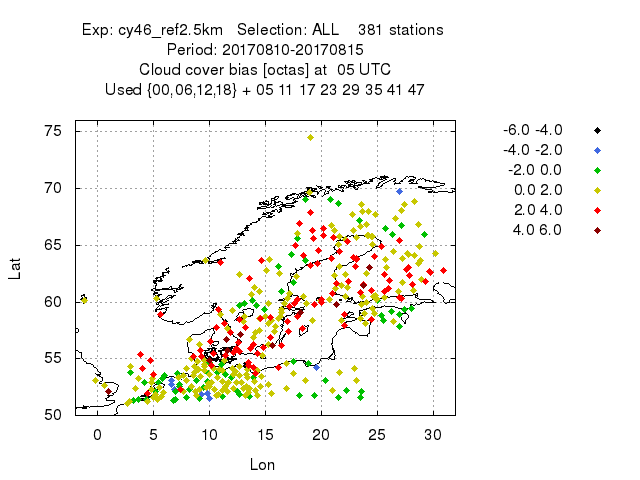 Exp: cy46_ref2.5km   Selection: ALL    381 stations
Period: 20170810-20170815
Cloud cover bias [octas] at  05 UTC
Used {00,06,12,18} + 05 11 17 23 29 35 41 47
75
70
65
60
55
50
0 5 10 15 20 25 30
Lat
Lon
-6.0 -4.0
-4.0 -2.0
-2.0 0.0
0.0 2.0
2.0 4.0
4.0 6.0